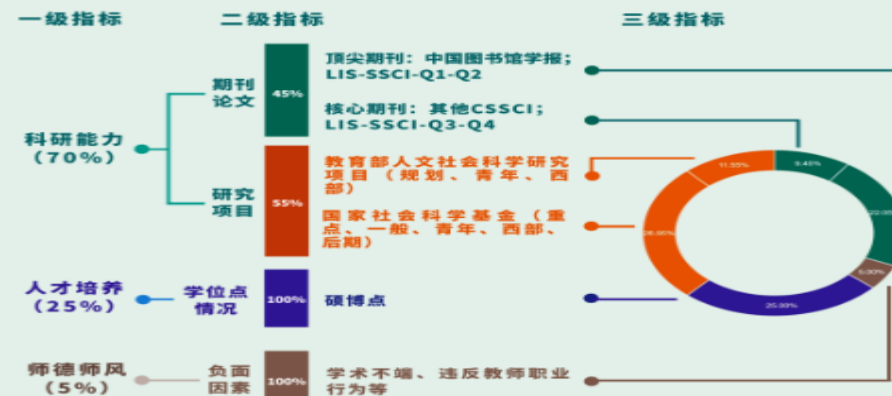 一级指标
二级指标
三级指标
科研能力
(70%)
期刊
论文
45%
顶尖期刊：中国图书馆学报；
LIS-SSCI-Q1-Q2
核心期刊：其他CSSCI；
LIS-SSCI-Q3-Q4
研究
项目
55%
教育部人文社会科学研究
项目（规划、青年、西
部）
国家社会科学基金（重
点、一般、青年、西部、
后期）
人才培养
(25%)
学位点
情况
100%
硕博点
师德师风
(5%)
负面
因素
100%
学术不端、违反教师职业
行为等
11.55%
9.45%
5.00%
25.00%